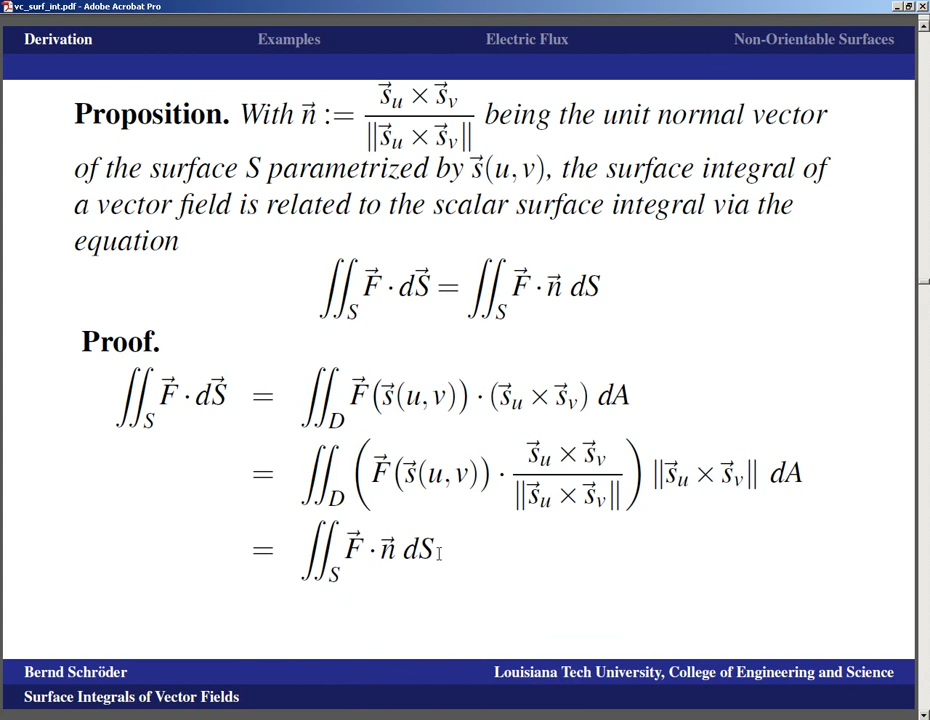 vc_surf_int.pdf - Adobe Acrobat Pro
Derivation Examples Electric Flux Non-Orientable Surfaces
Proposition. With n⃗ := (s⃗_u × s⃗_v) / ‖s⃗_u × s⃗_v‖ being the unit normal vector
of the surface S parametrized by s⃗(u, v), the surface integral of
a vector field is related to the scalar surface integral via the
equation
∬_S F⃗ · dS⃗ = ∬_S F⃗ · n⃗ dS
Proof.
∬_S F⃗ · dS⃗ = ∬_D F⃗(s⃗(u, v)) · (s⃗_u × s⃗_v) dA
= ∬_D ( F⃗(s⃗(u, v)) · (s⃗_u × s⃗_v) / ‖s⃗_u × s⃗_v‖ ) ‖s⃗_u × s⃗_v‖ dA
= ∬_S F⃗ · n⃗ dS
Bernd Schröder Louisiana Tech University, College of Engineering and Science
Surface Integrals of Vector Fields